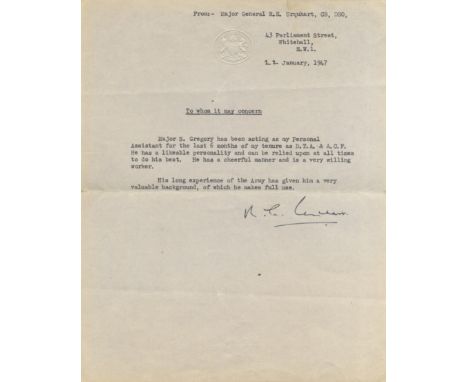 From:- Major General R.E. Urquhart, CB, DSO,
43 Parliament Street,
Whitehall,
S.W.1.
January, 1947
To whom it may concern
Major S. Gregory has been acting as my Personal
Assistant for the last 6 months of my tenure as D.T.A. & A.C.F.
He has a likeable personality and can be relied upon at all times
to do his best. He has a cheerful manner and is a very willing
worker.
His long experience of the Army has given him a very
valuable background, of which he makes full use.